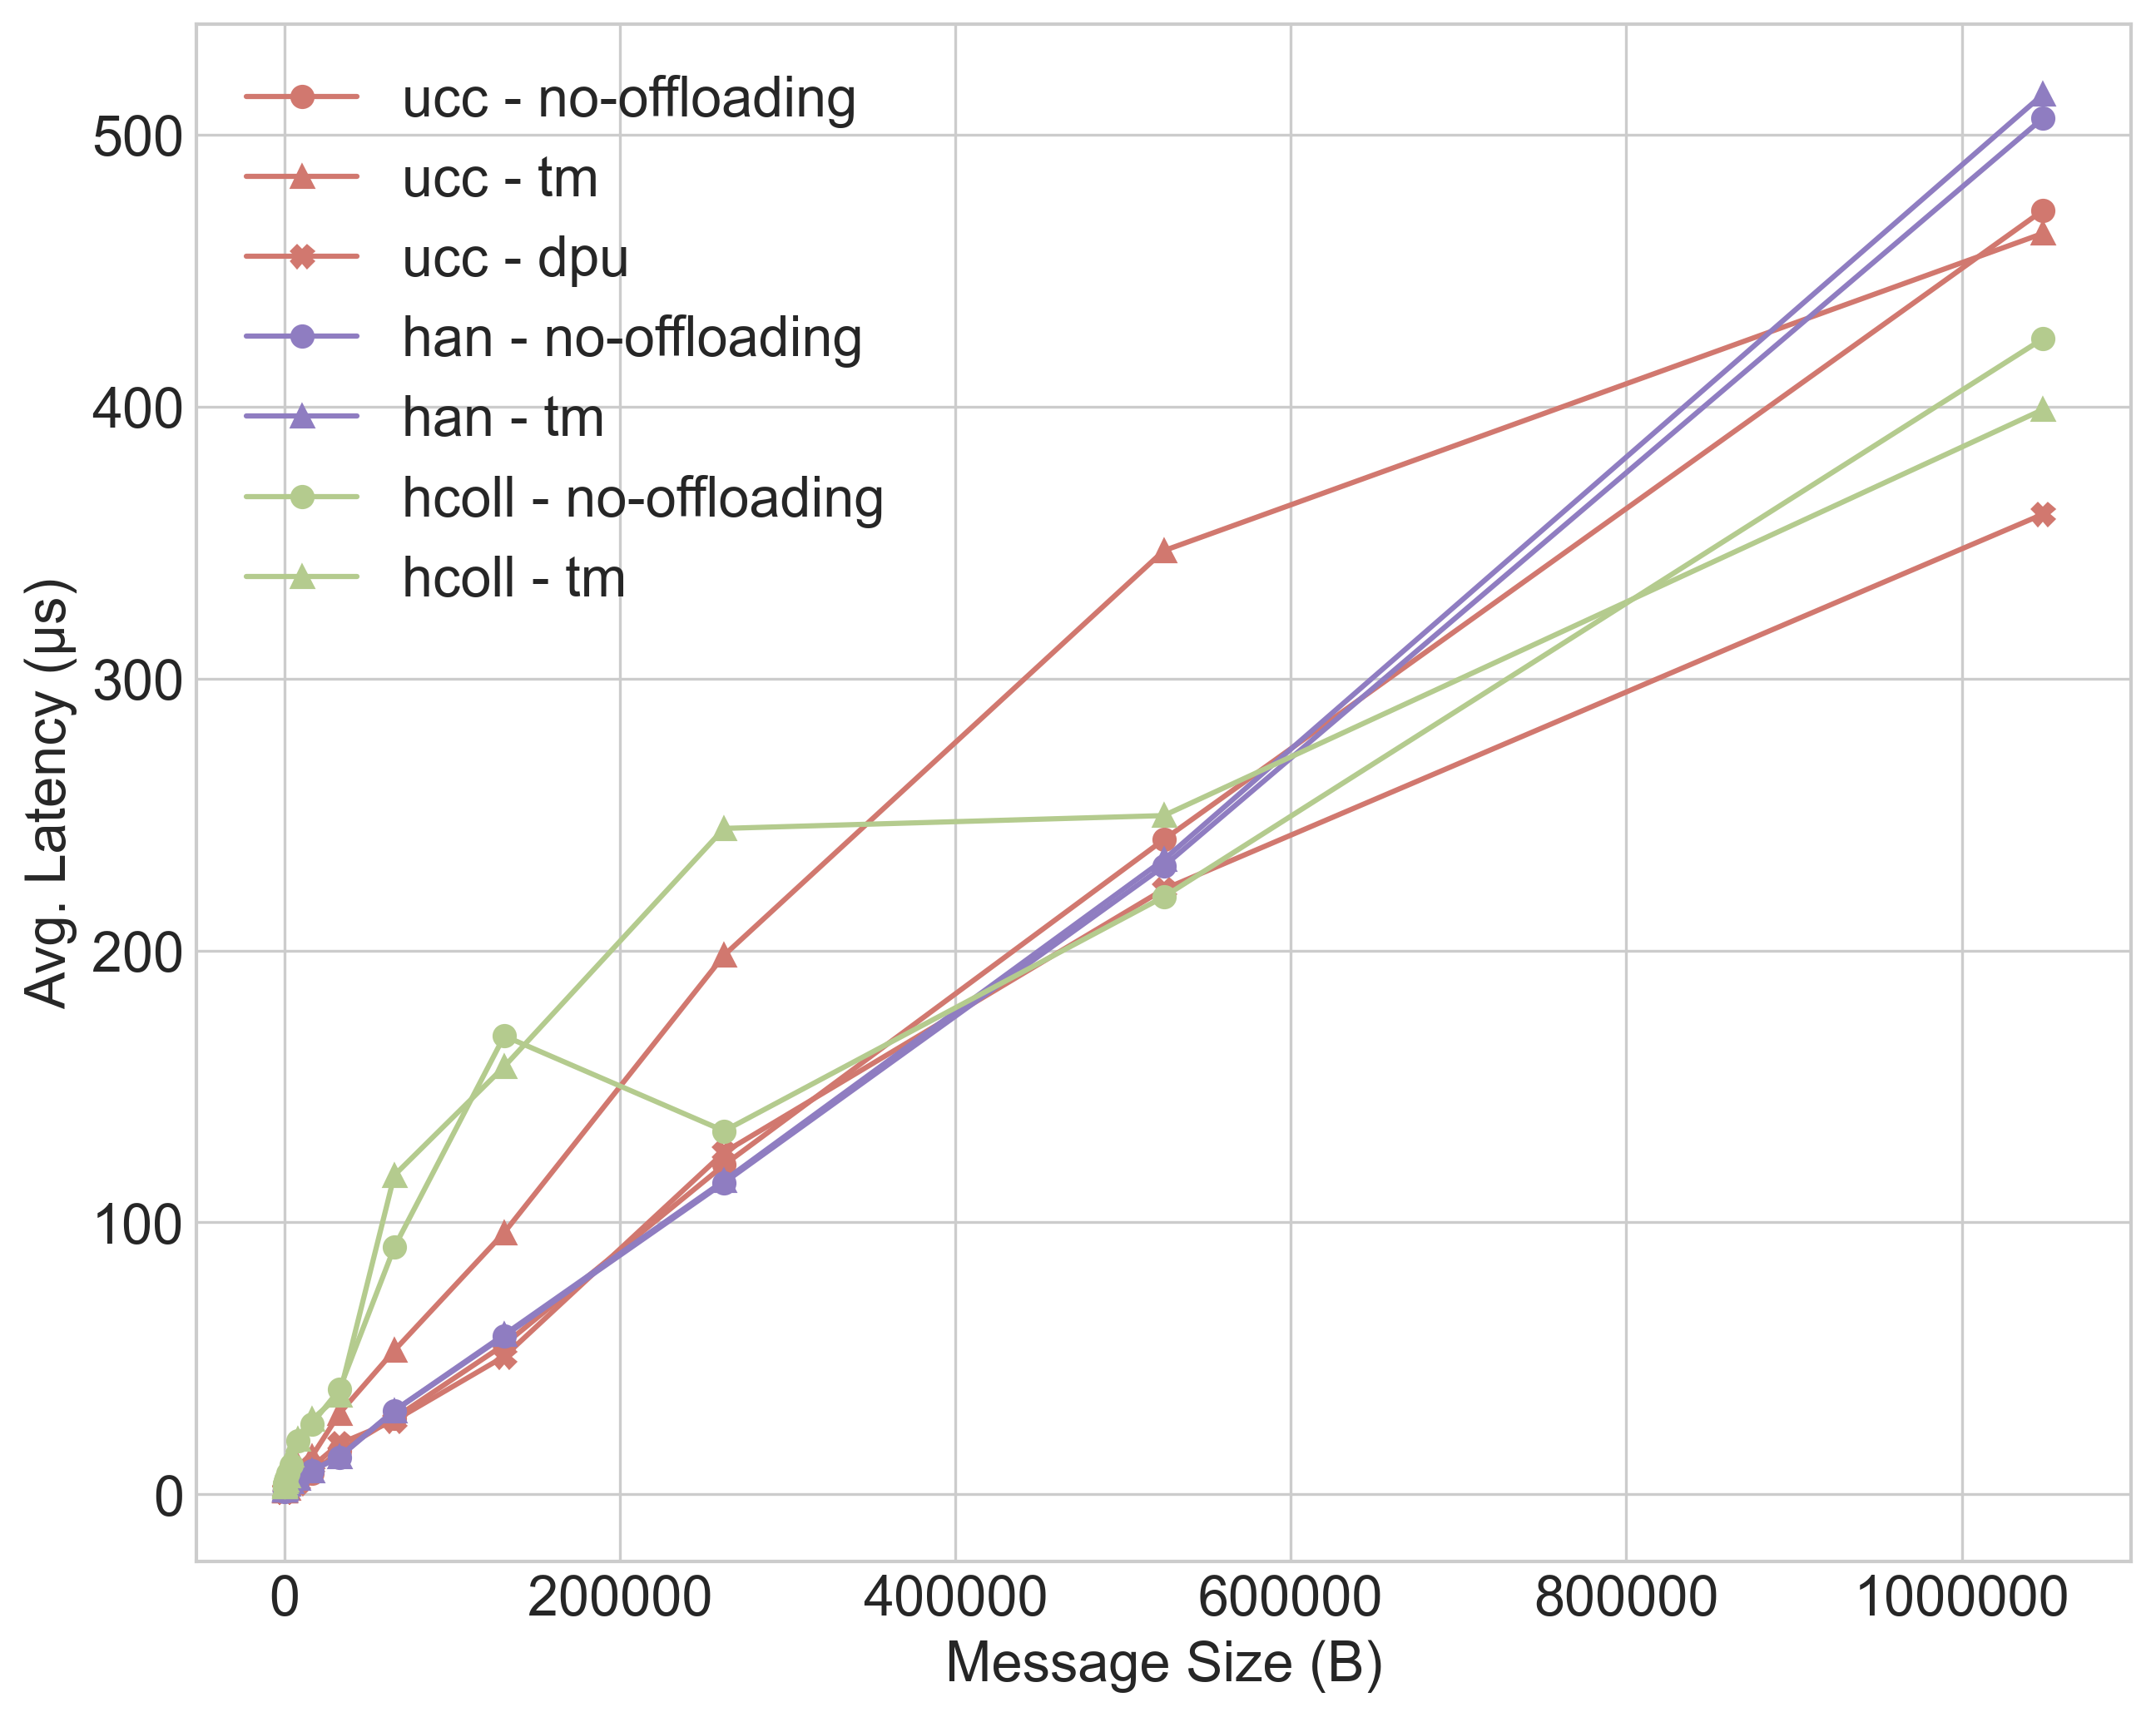 ucc - no-offloading
ucc - tm
ucc - dpu
han - no-offloading
han - tm
hcoll - no-offloading
hcoll - tm
500
400
300
200
100
0
Avg. Latency (µs)
0 200000 400000 600000 800000 1000000
Message Size (B)